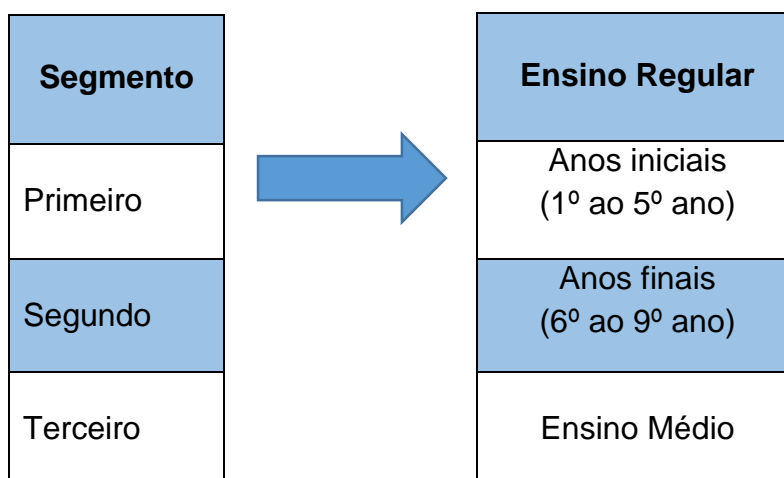 Segmento
Ensino Regular
Primeiro
Anos iniciais
(1º ao 5º ano)
Segundo
Anos finais
(6º ao 9º ano)
Terceiro
Ensino Médio